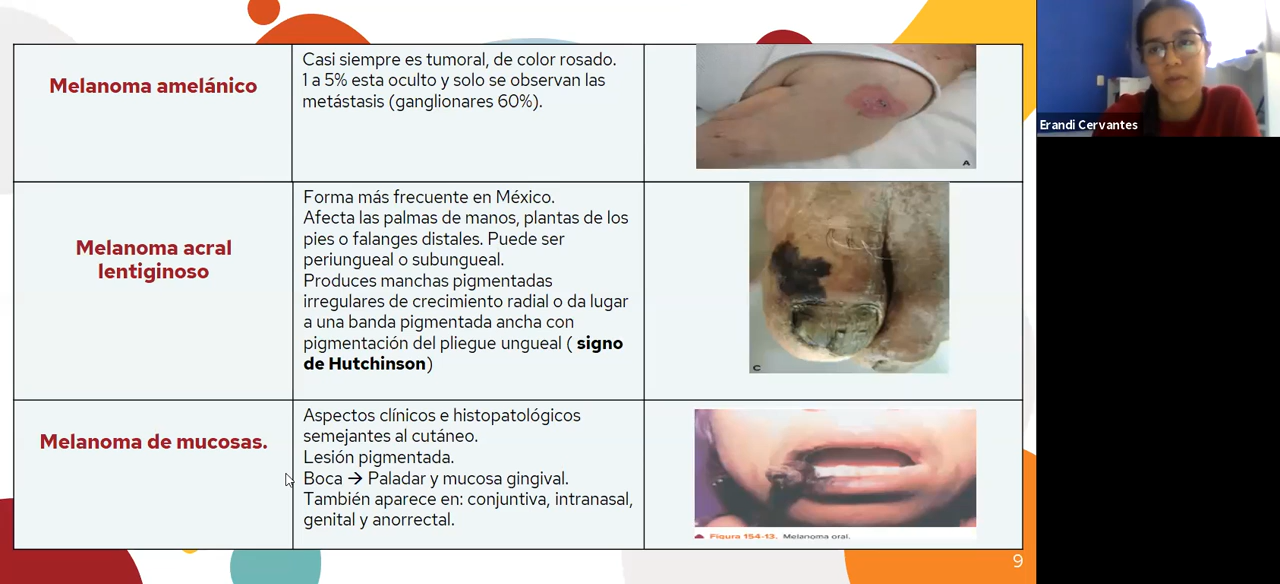 Melanoma amelánico
Casi siempre es tumoral, de color rosado.
1 a 5% esta oculto y solo se observan las
metástasis (ganglionares 60%).
A
Melanoma acral
lentiginoso
Forma más frecuente en México.
Afecta las palmas de manos, plantas de los
pies o falanges distales. Puede ser
periungueal o subungueal.
Produces manchas pigmentadas
irregulares de crecimiento radial o da lugar
a una banda pigmentada ancha con
pigmentación del pliegue ungueal ( signo
de Hutchinson)
C
Melanoma de mucosas.
Aspectos clínicos e histopatológicos
semejantes al cutáneo.
Lesión pigmentada.
Boca → Paladar y mucosa gingival.
También aparece en: conjuntiva, intranasal,
genital y anorrectal.
Figura 154-13. Melanoma oral.
9
Erandi Cervantes